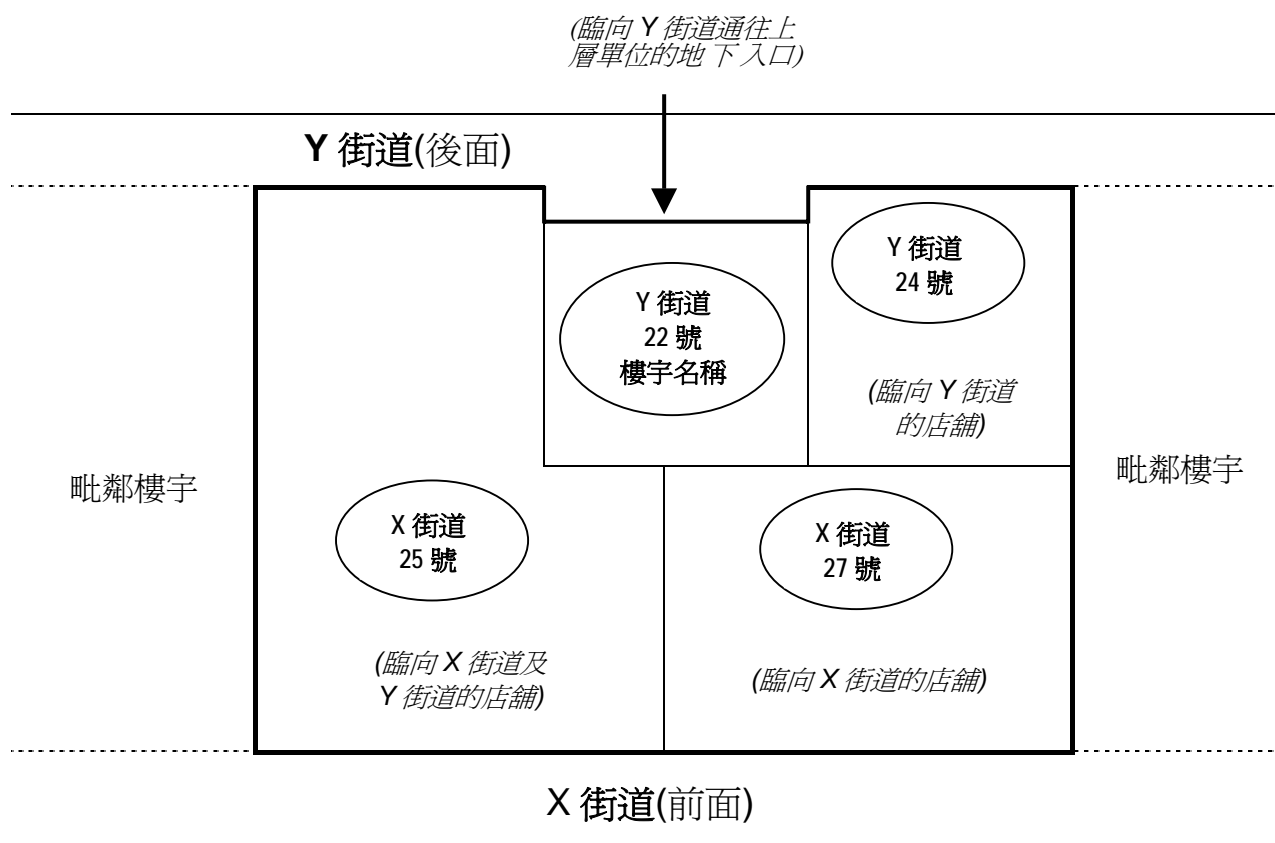 (臨向 Y 街道通往上
層單位的地下入口)
Y 街道(後面)
Y 街道
24 號
Y 街道
22 號
樓宇名稱
(臨向 Y 街道
的店舖)
毗鄰樓宇
毗鄰樓宇
X 街道
25 號
X 街道
27 號
(臨向 X 街道及
Y 街道的店舖)
(臨向 X 街道的店舖)
X 街道(前面)